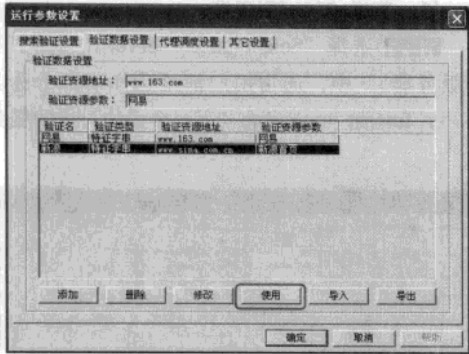 运行参数设置
搜索验证设置 验证数据设置 代理调度设置 其它设置
验证数据设置
验证资源地址： www.163.com
验证资源参数： 网易
验证名 验证类型 验证资源地址 验证资源参数
网易 特征字串 www.163.com 网易
新浪 特征字串 www.sina.com.cn 新浪首页
添加 删除 修改 使用 导入 导出
确定 取消 帮助